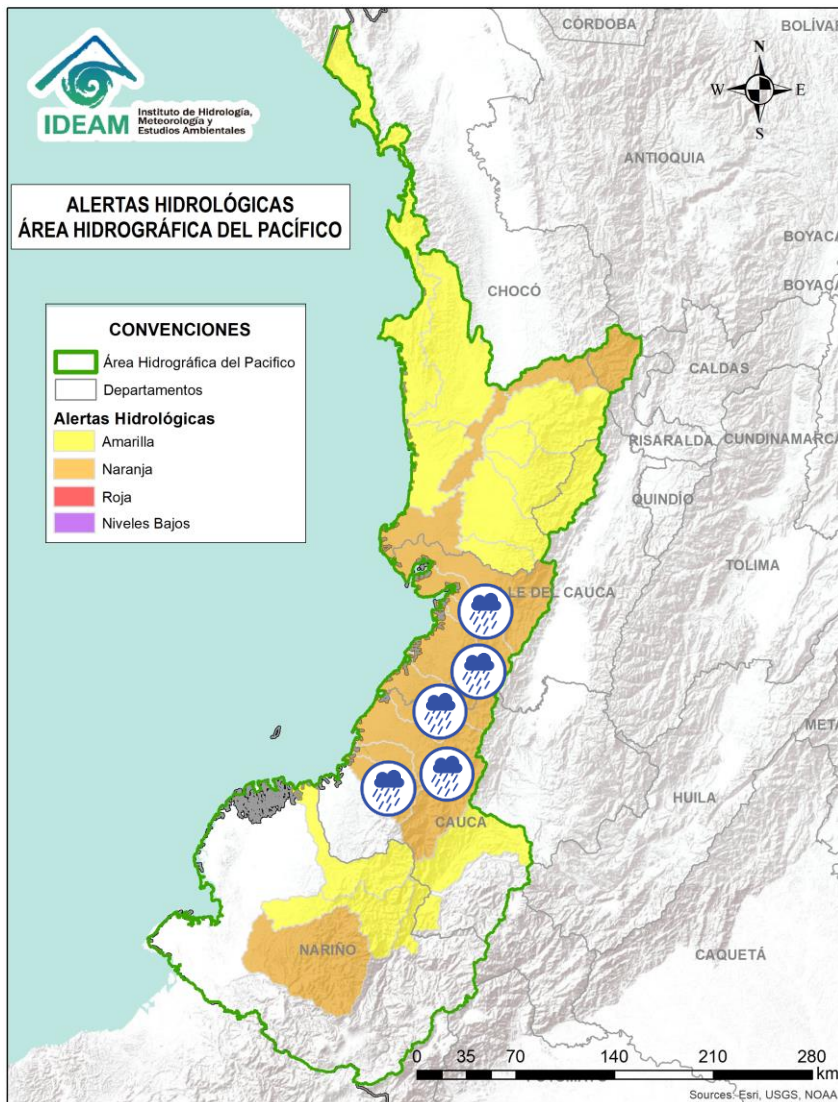 CÓRDOBA
BOLÍVA
IDEAM
Instituto de Hidrología,
Meteorología y
Estudios Ambientales
N
W
E
S
ANTIOQUIA
ALERTAS HIDROLÓGICAS
ÁREA HIDROGRÁFICA DEL PACÍFICO
BOYACÁ
BOYACÁ
CHOCÓ
CONVENCIONES
Área Hidrográfica del Pacifico
Departamentos
Alertas Hidrológicas
Amarilla
Naranja
Roja
Niveles Bajos
CALDAS
RISARALDA
CUNDINAMARCA
QUINDÍO
TOLIMA
LE DEL CAUCA
META
HUILA
CAUCA
NARIÑO
CAQUETÁ
0 35 70 140 210 280
km
Sources: Esri, USGS, NOAA